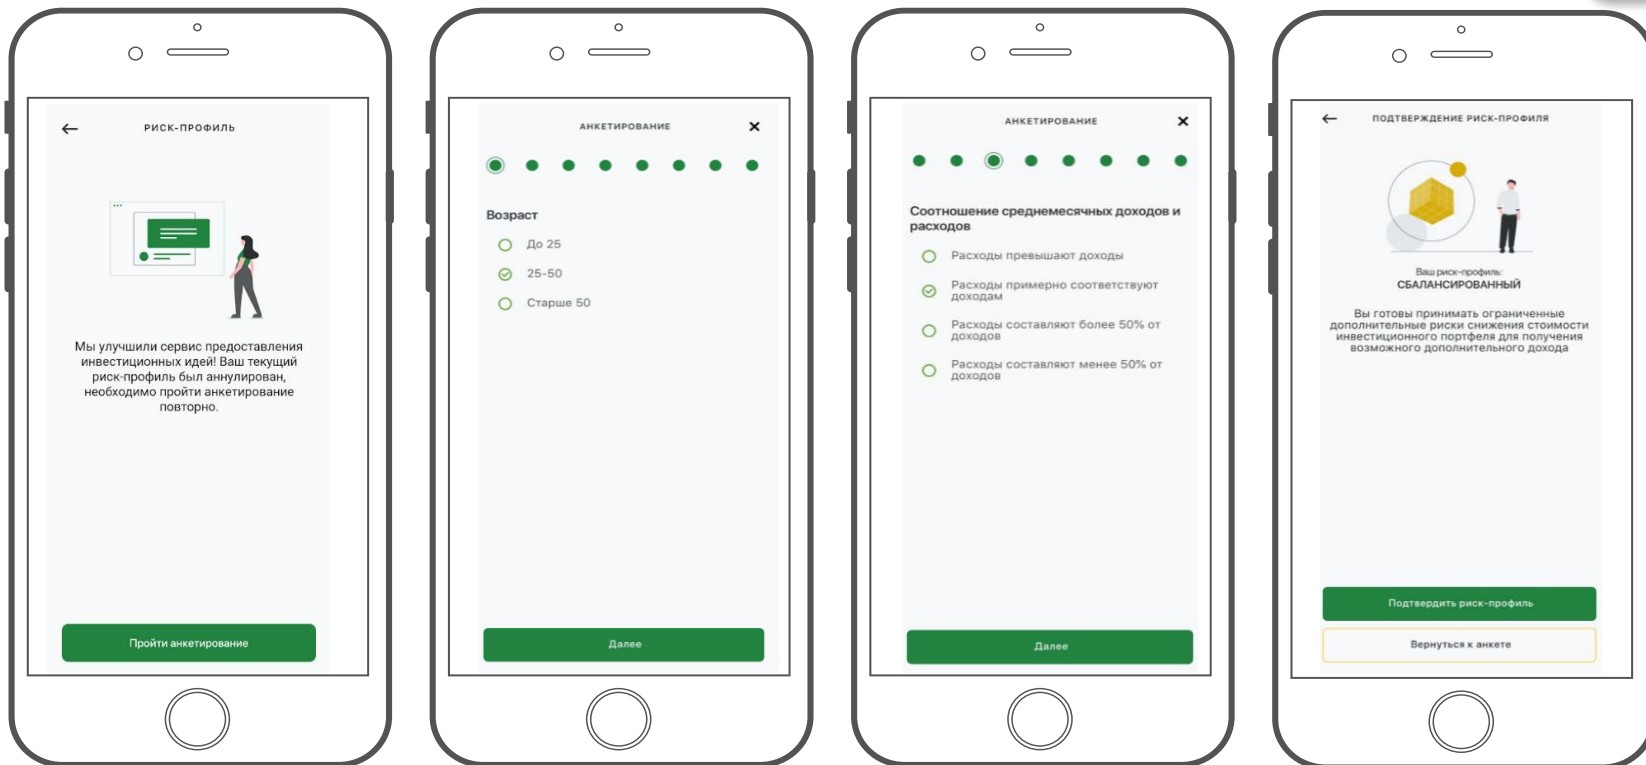 РИСК-ПРОФИЛЬ
Мы улучшили сервис предоставления
инвестиционных идей! Ваш текущий
риск-профиль был аннулирован,
необходимо пройти анкетирование
повторно.
Пройти анкетирование
АНКЕТИРОВАНИЕ
Возраст
До 25
25-50
Старше 50
Далее
АНКЕТИРОВАНИЕ
Соотношение среднемесячных доходов и
расходов
Расходы превышают доходы
Расходы примерно соответствуют
доходам
Расходы составляют более 50% от
доходов
Расходы составляют менее 50% от
доходов
Далее
ПОДТВЕРЖДЕНИЕ РИСК-ПРОФИЛЯ
Ваш риск-профиль:
СБАЛАНСИРОВАННЫЙ
Вы готовы принимать ограниченные
дополнительные риски снижения стоимости
инвестиционного портфеля для получения
возможного дополнительного дохода
Подтвердить риск-профиль
Вернуться к анкете